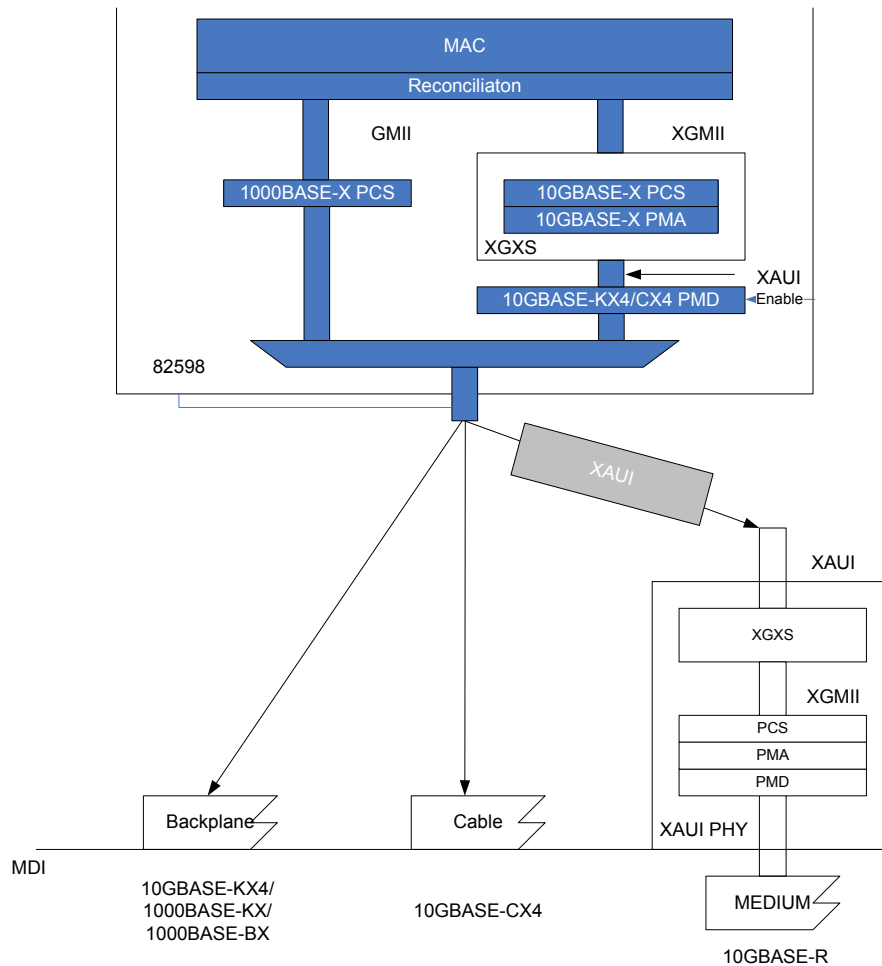 MAC
Reconciliaton
GMII
XGMII
1000BASE-X PCS
10GBASE-X PCS
10GBASE-X PMA
XGXS
XAUI
10GBASE-KX4/CX4 PMD
Enable
82598
XAUI
XAUI
XGXS
XGMII
PCS
PMA
PMD
Backplane
Cable
XAUI PHY
MDI
10GBASE-KX4/
1000BASE-KX/
1000BASE-BX
10GBASE-CX4
MEDIUM
10GBASE-R